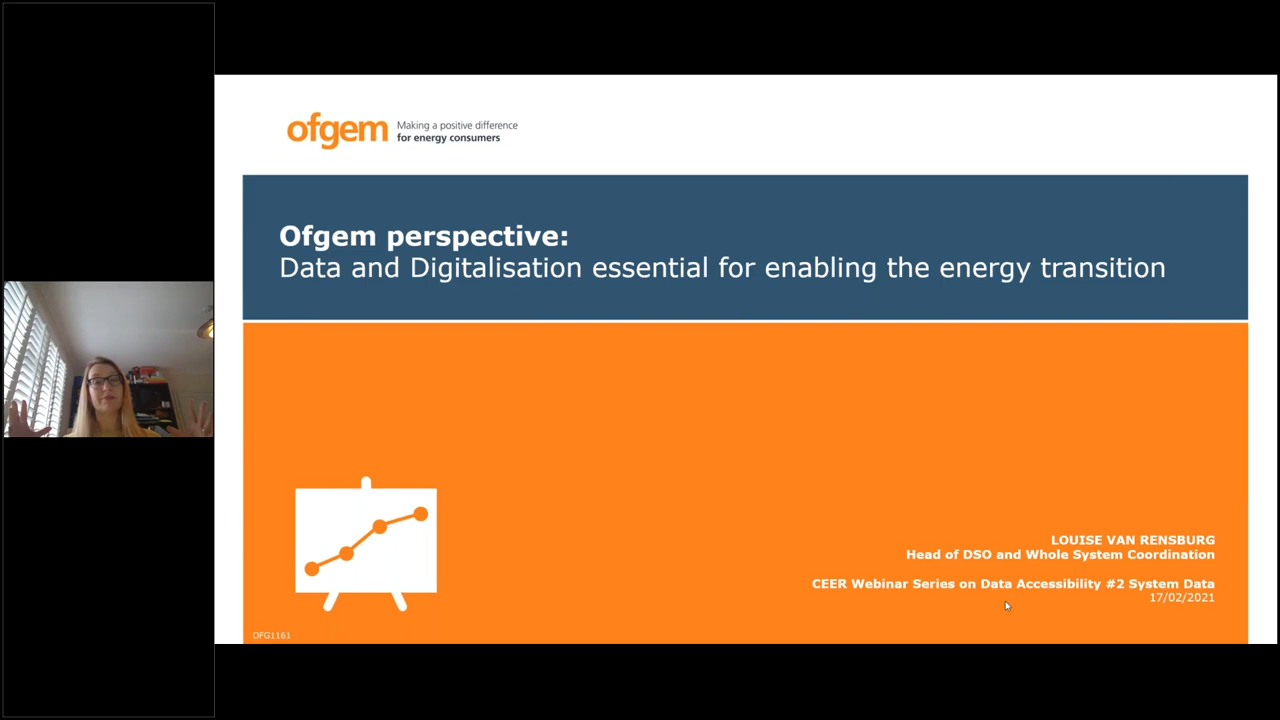 ofgem
Making a positive difference
for energy consumers
Ofgem perspective:
Data and Digitalisation essential for enabling the energy transition
LOUISE VAN RENSBURG
Head of DSO and Whole System Coordination
CEER Webinar Series on Data Accessibility #2 System Data
17/02/2021
OFG1161